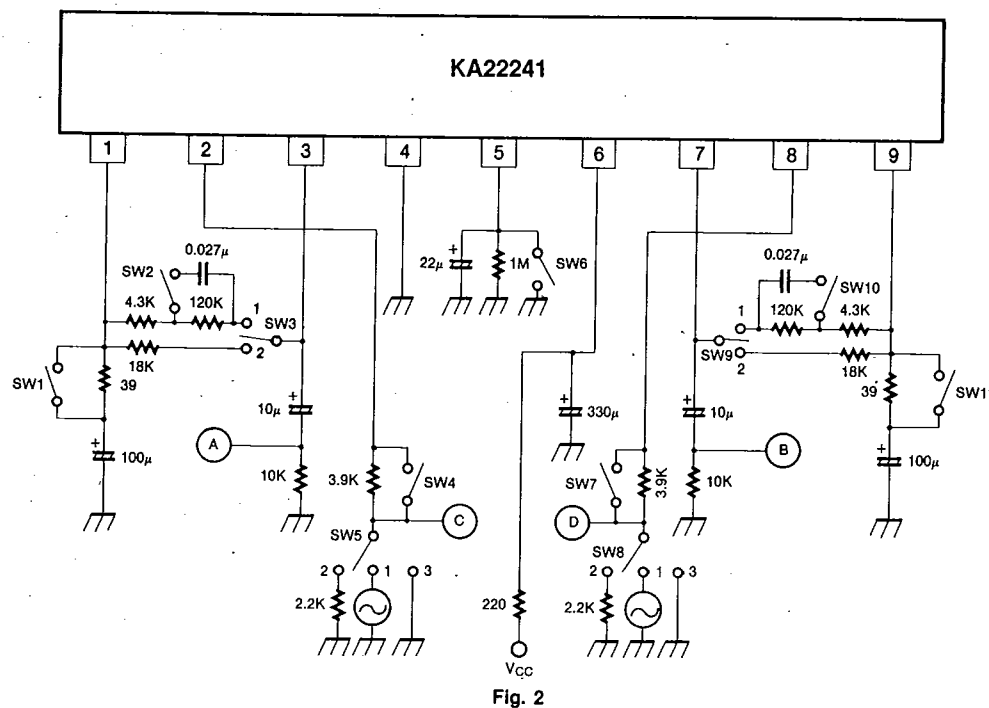 KA22241
1 2 3 4 5 6 7 8 9
0.027μ 0.027μ
SW2 22μ 1M SW6 SW10
4.3K 120K 1 1 120K 4.3K
SW3 SW9
18K 2 2 18K
SW1 39 39 SW1
10μ 330μ 10μ
100μ A B 100μ
10K 3.9K SW4 SW7 3.9K 10K
C D
SW5 SW8
2 1 3 2 1 3
2.2K 220 2.2K
VCC
Fig. 2